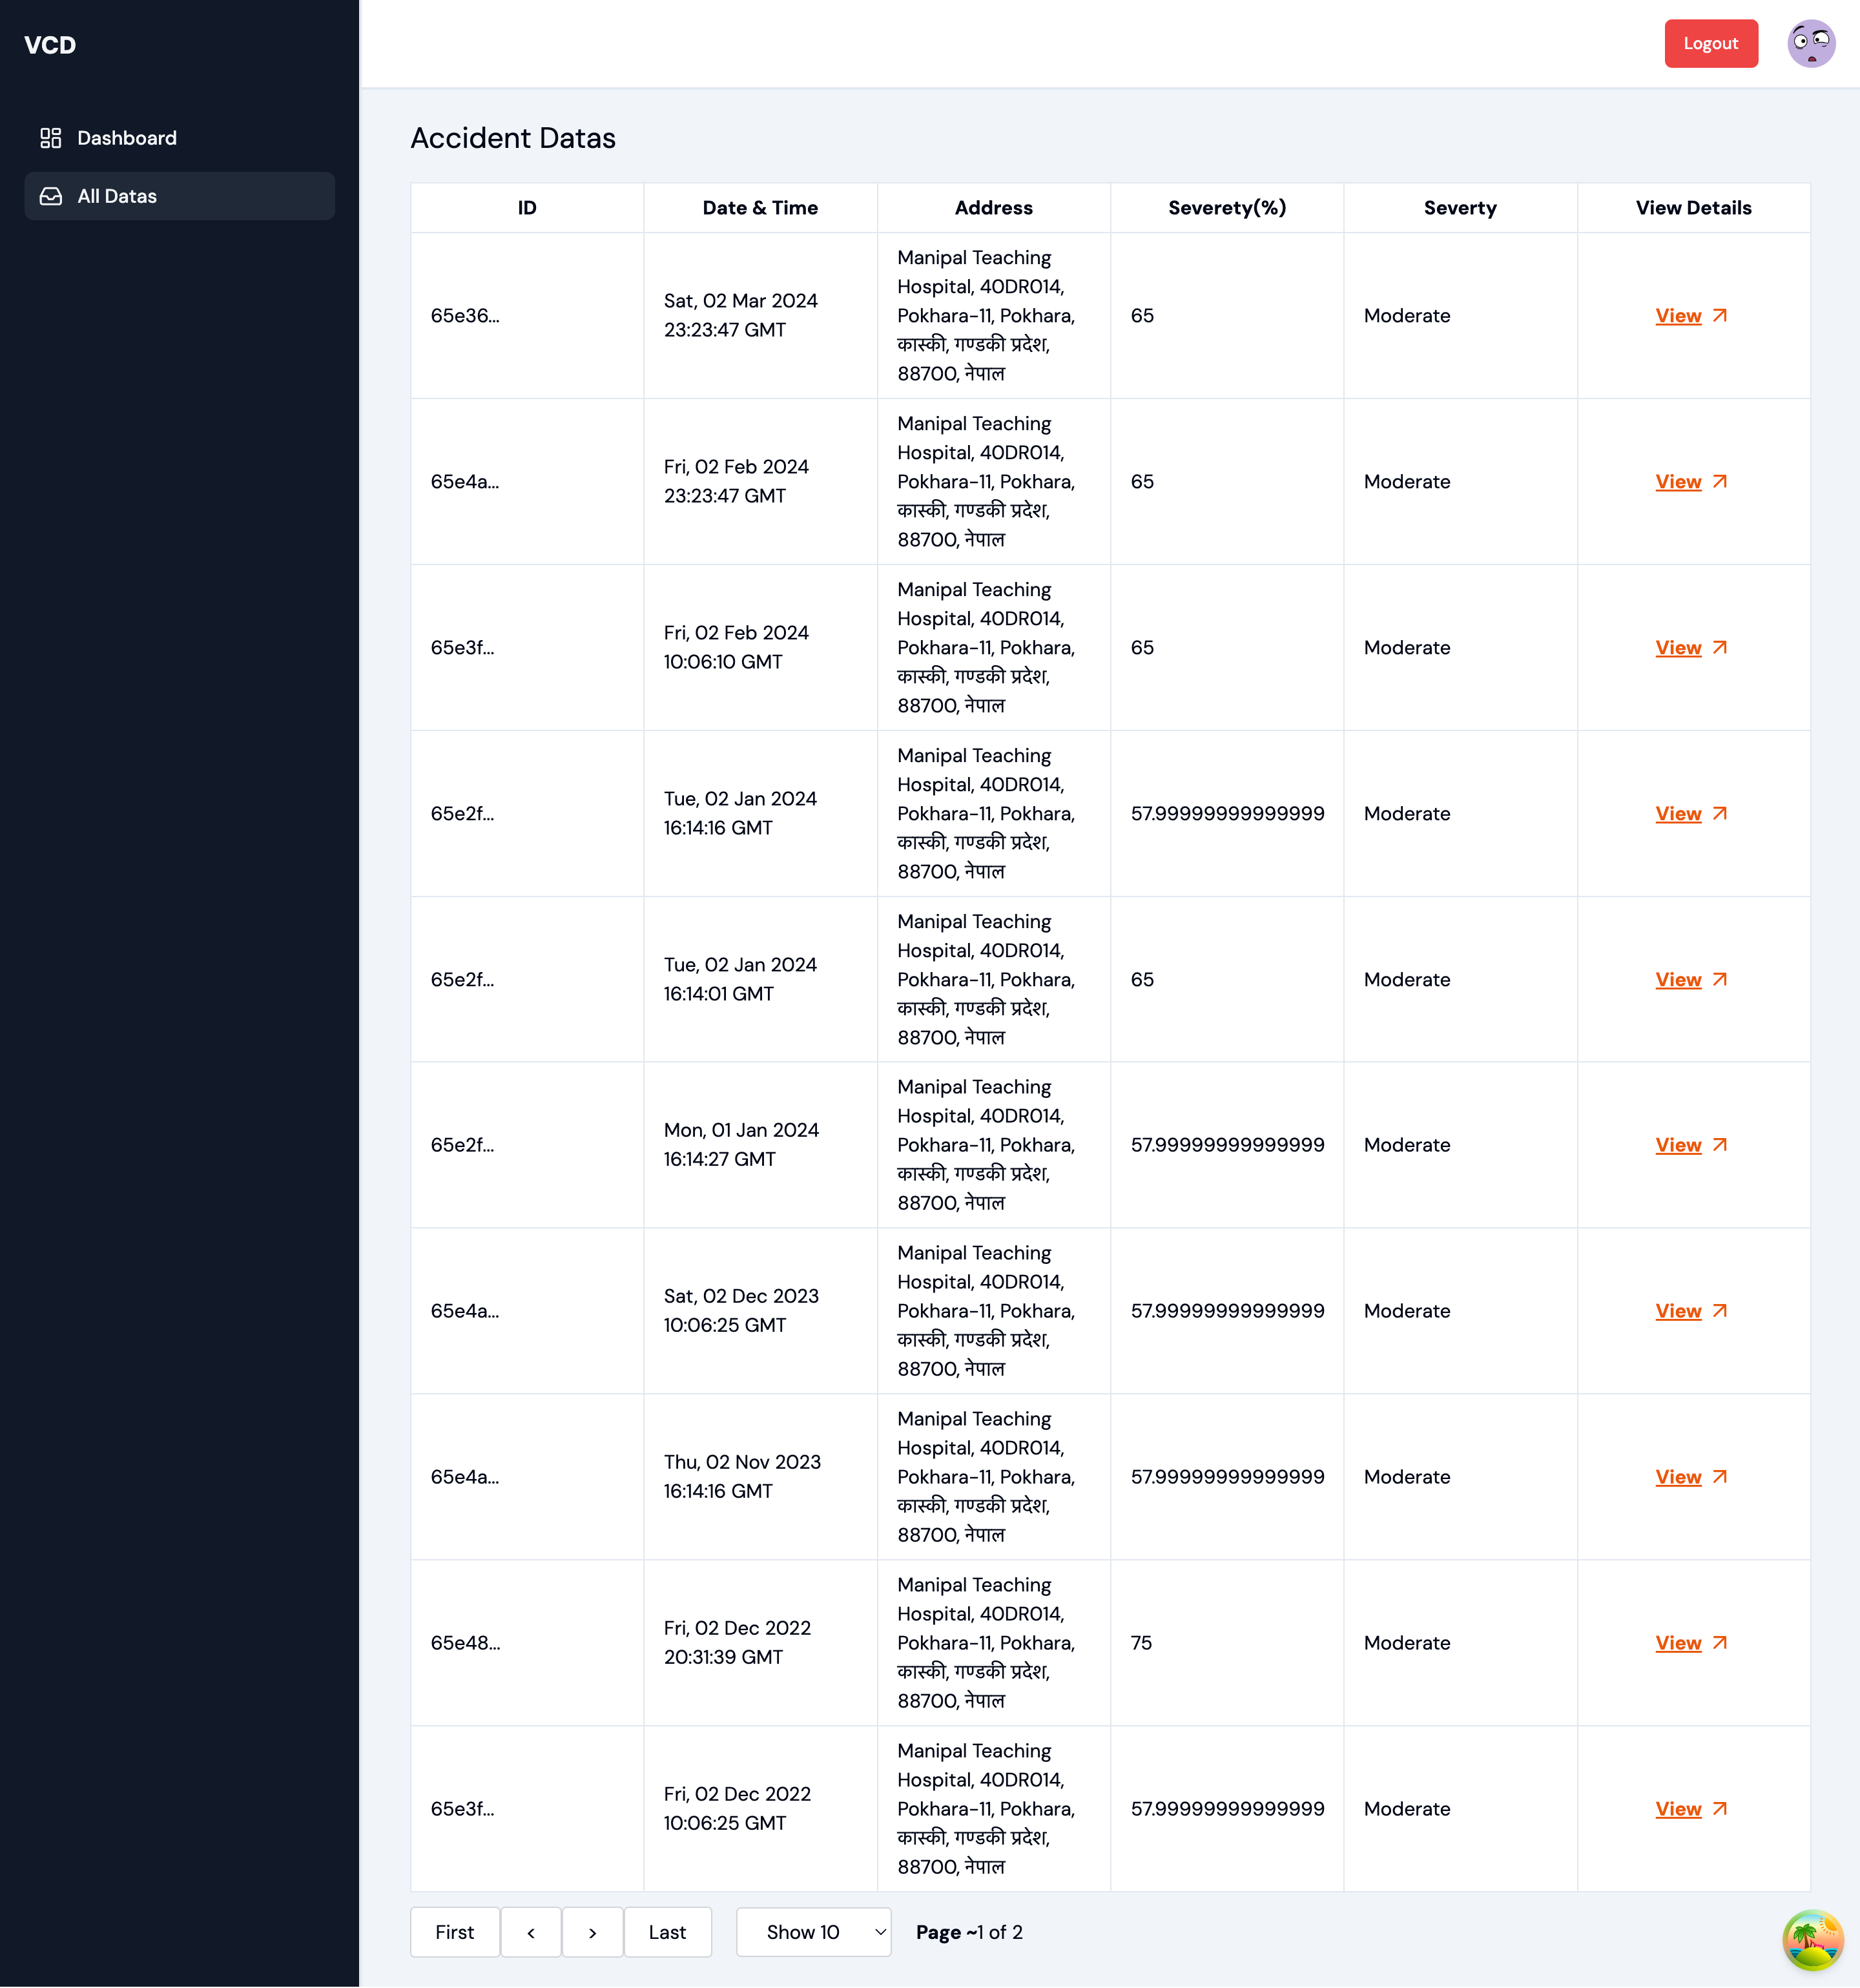 VCD
Logout
Dashboard
All Datas
Accident Datas
ID
Date & Time
Address
Severety(%)
Severty
View Details
65e36...
Sat, 02 Mar 2024
23:23:47 GMT
Manipal Teaching
Hospital, 40DR014,
Pokhara-11, Pokhara,
कास्की, गण्डकी प्रदेश,
88700, नेपाल
65
Moderate
View
65e4a...
Fri, 02 Feb 2024
23:23:47 GMT
Manipal Teaching
Hospital, 40DR014,
Pokhara-11, Pokhara,
कास्की, गण्डकी प्रदेश,
88700, नेपाल
65
Moderate
View
65e3f...
Fri, 02 Feb 2024
10:06:10 GMT
Manipal Teaching
Hospital, 40DR014,
Pokhara-11, Pokhara,
कास्की, गण्डकी प्रदेश,
88700, नेपाल
65
Moderate
View
65e2f...
Tue, 02 Jan 2024
16:14:16 GMT
Manipal Teaching
Hospital, 40DR014,
Pokhara-11, Pokhara,
कास्की, गण्डकी प्रदेश,
88700, नेपाल
57.99999999999999
Moderate
View
65e2f...
Tue, 02 Jan 2024
16:14:01 GMT
Manipal Teaching
Hospital, 40DR014,
Pokhara-11, Pokhara,
कास्की, गण्डकी प्रदेश,
88700, नेपाल
65
Moderate
View
65e2f...
Mon, 01 Jan 2024
16:14:27 GMT
Manipal Teaching
Hospital, 40DR014,
Pokhara-11, Pokhara,
कास्की, गण्डकी प्रदेश,
88700, नेपाल
57.99999999999999
Moderate
View
65e4a...
Sat, 02 Dec 2023
10:06:25 GMT
Manipal Teaching
Hospital, 40DR014,
Pokhara-11, Pokhara,
कास्की, गण्डकी प्रदेश,
88700, नेपाल
57.99999999999999
Moderate
View
65e4a...
Thu, 02 Nov 2023
16:14:16 GMT
Manipal Teaching
Hospital, 40DR014,
Pokhara-11, Pokhara,
कास्की, गण्डकी प्रदेश,
88700, नेपाल
57.99999999999999
Moderate
View
65e48...
Fri, 02 Dec 2022
20:31:39 GMT
Manipal Teaching
Hospital, 40DR014,
Pokhara-11, Pokhara,
कास्की, गण्डकी प्रदेश,
88700, नेपाल
75
Moderate
View
65e3f...
Fri, 02 Dec 2022
10:06:25 GMT
Manipal Teaching
Hospital, 40DR014,
Pokhara-11, Pokhara,
कास्की, गण्डकी प्रदेश,
88700, नेपाल
57.99999999999999
Moderate
View
First
<
>
Last
Show 10
Page ~1 of 2